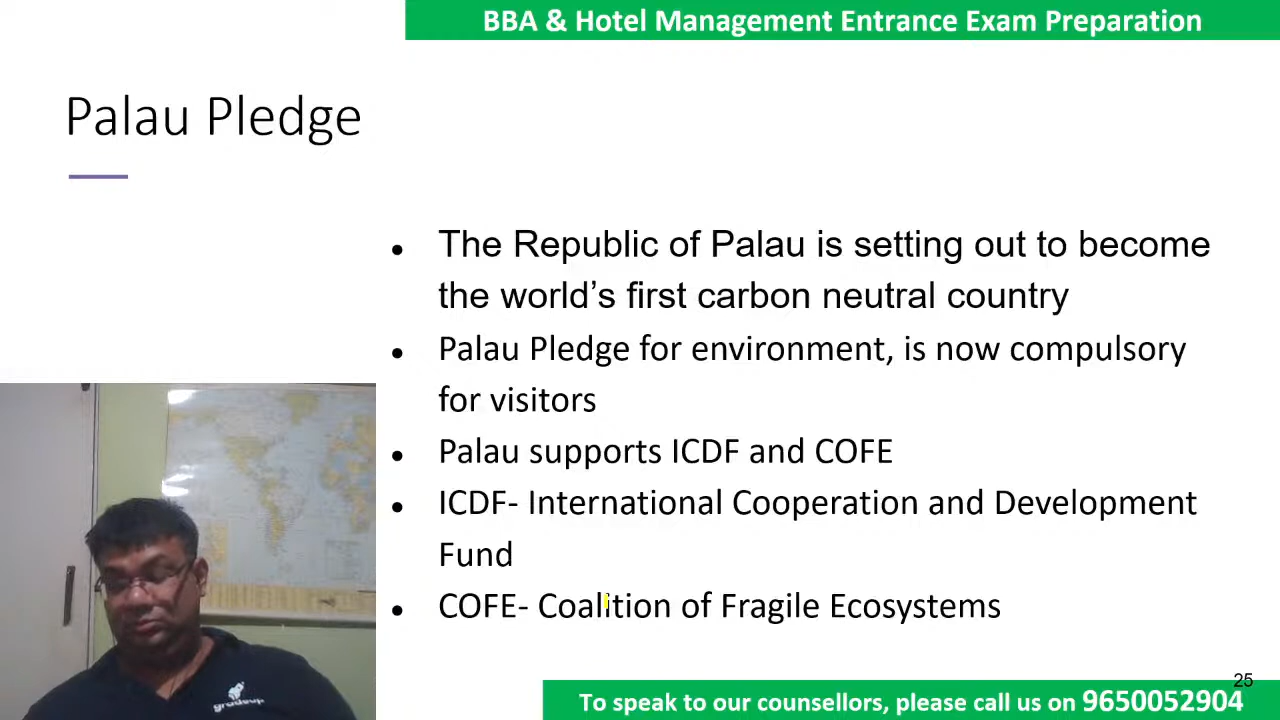 BBA & Hotel Management Entrance Exam Preparation
Palau Pledge
● The Republic of Palau is setting out to become
the world’s first carbon neutral country
● Palau Pledge for environment, is now compulsory
for visitors
● Palau supports ICDF and COFE
● ICDF- International Cooperation and Development
Fund
● COFE- Coalition of Fragile Ecosystems
gradeup
25
To speak to our counsellors, please call us on 9650052904